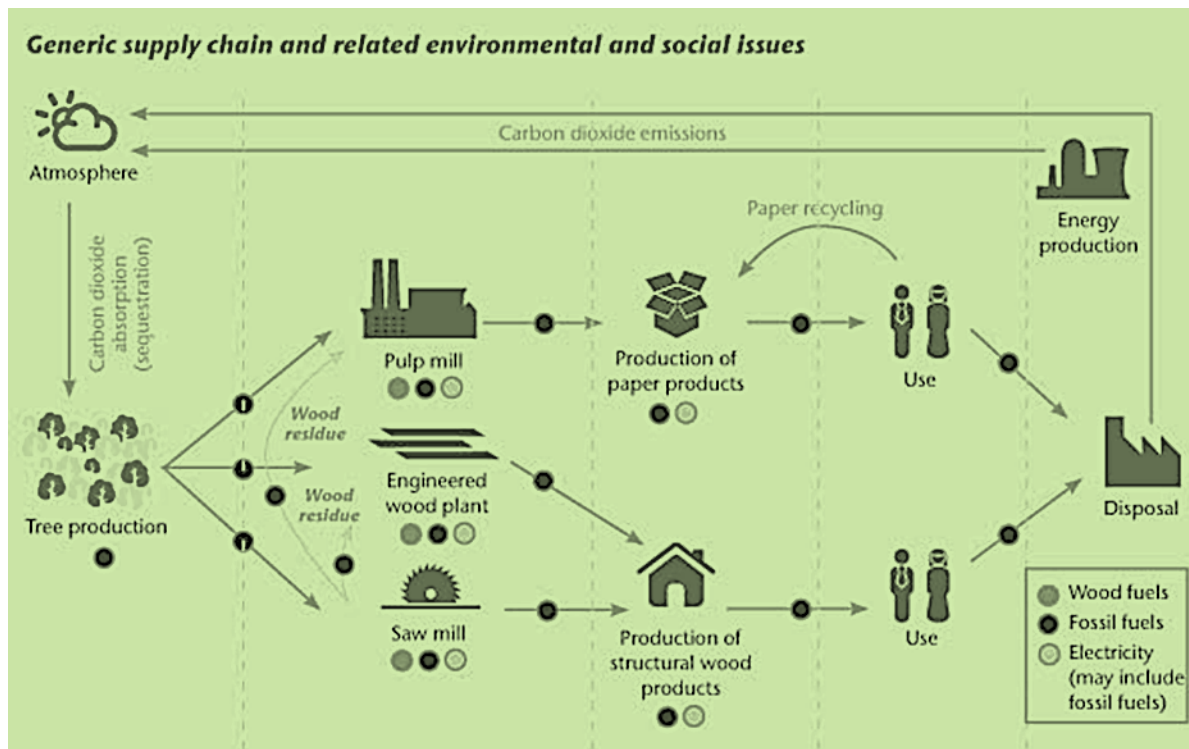 Generic supply chain and related environmental and social issues
Carbon dioxide emissions
Atmosphere
Energy
production
Paper recycling
Carbon dioxide
absorption
(sequestration)
Pulp mill
Production of
paper products
Use
Wood
residue
Engineered
wood plant
Wood
residue
Tree production
Disposal
Saw mill
Production of
structural wood
products
Use
Wood fuels
Fossil fuels
Electricity
(may include
fossil fuels)